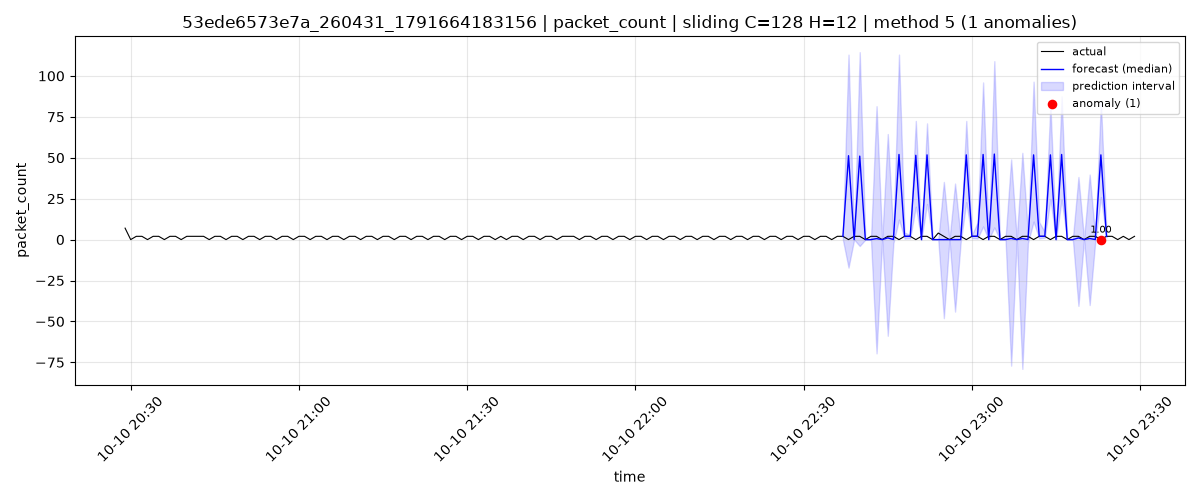 53ede6573e7a_260431_1791664183156 | packet_count | sliding C=128 H=12 | method 5 (1 anomalies)
actual
forecast (median)
prediction interval
anomaly (1)
100
75
50
25
0
−25
−50
−75
packet_count
1.00
10-10 20:30
10-10 21:00
10-10 21:30
10-10 22:00
10-10 22:30
10-10 23:00
10-10 23:30
time